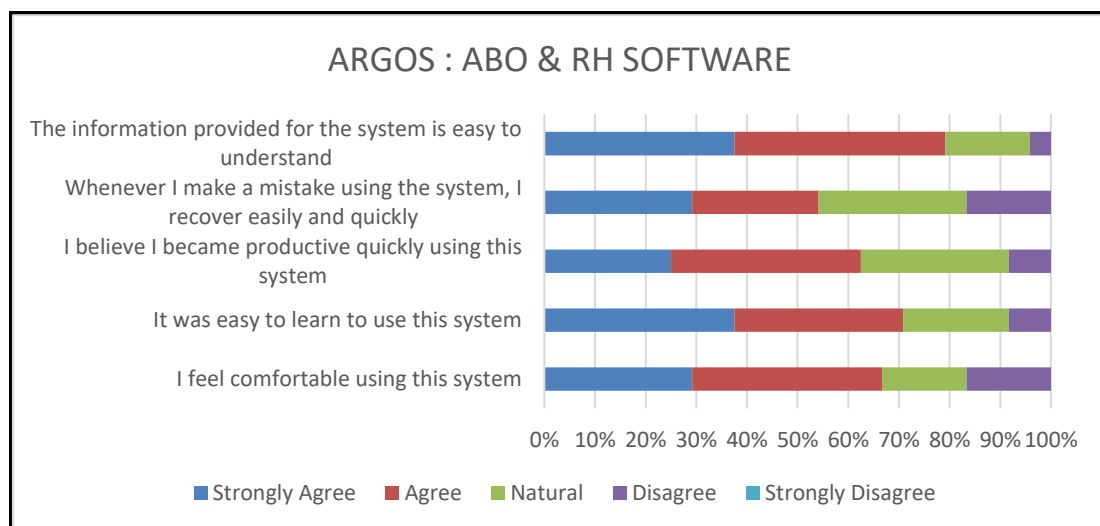 ARGOS : ABO & RH SOFTWARE
The information provided for the system is easy to
understand
Whenever I make a mistake using the system, I
recover easily and quickly
I believe I became productive quickly using this
system
It was easy to learn to use this system
I feel comfortable using this system
0% 10% 20% 30% 40% 50% 60% 70% 80% 90% 100%
Strongly Agree Agree Natural Disagree Strongly Disagree